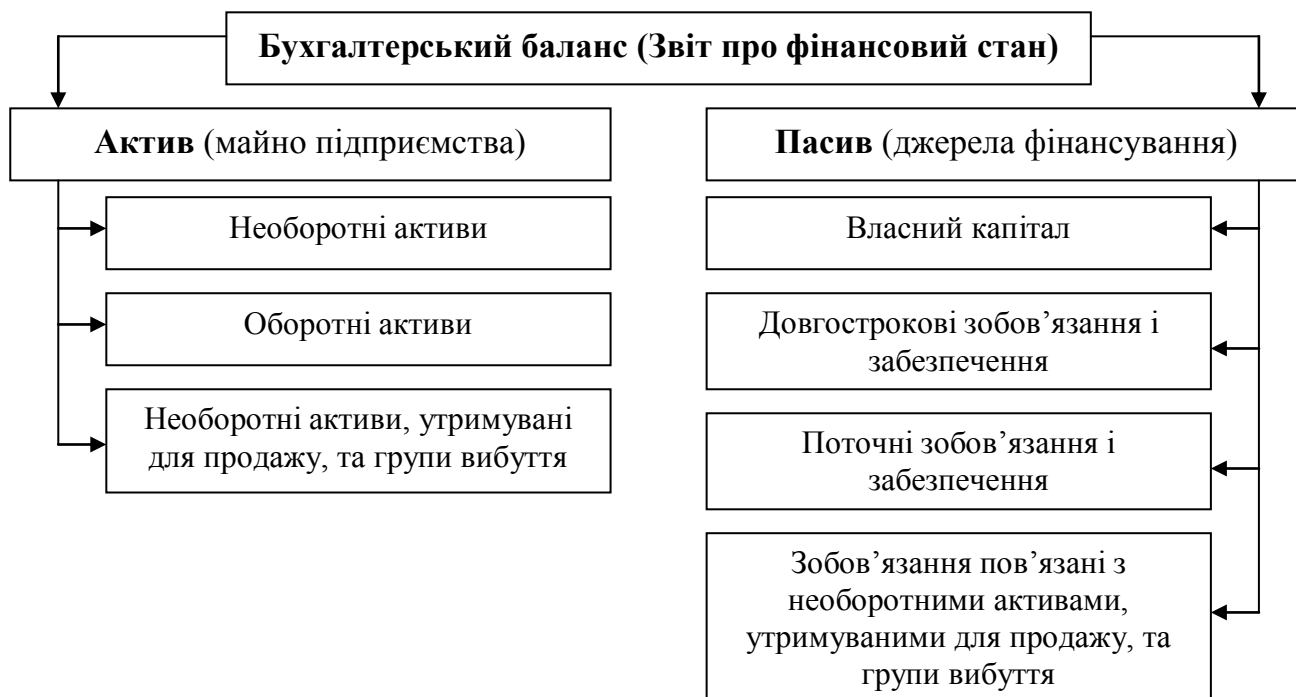 Бухгалтерський баланс (Звіт про фінансовий стан)
Актив (майно підприємства)
Необоротні активи
Оборотні активи
Необоротні активи, утримувані
для продажу, та групи вибуття
Пасив (джерела фінансування)
Власний капітал
Довгострокові зобов’язання і
забезпечення
Поточні зобов’язання і
забезпечення
Зобов’язання пов’язані з
необоротними активами,
утримуваними для продажу, та
групи вибуття